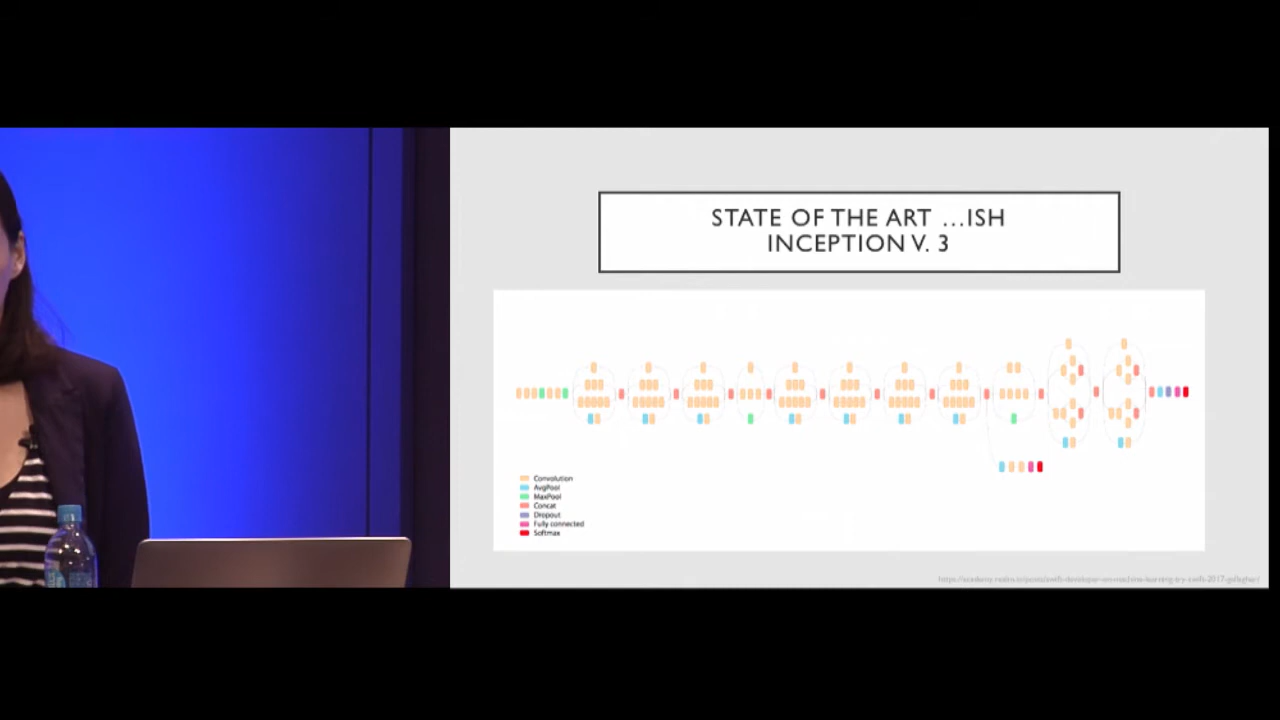 STATE OF THE ART ...ISH
INCEPTION V. 3
Convolution
AvgPool
MaxPool
Concat
Dropout
Fully connected
Softmax